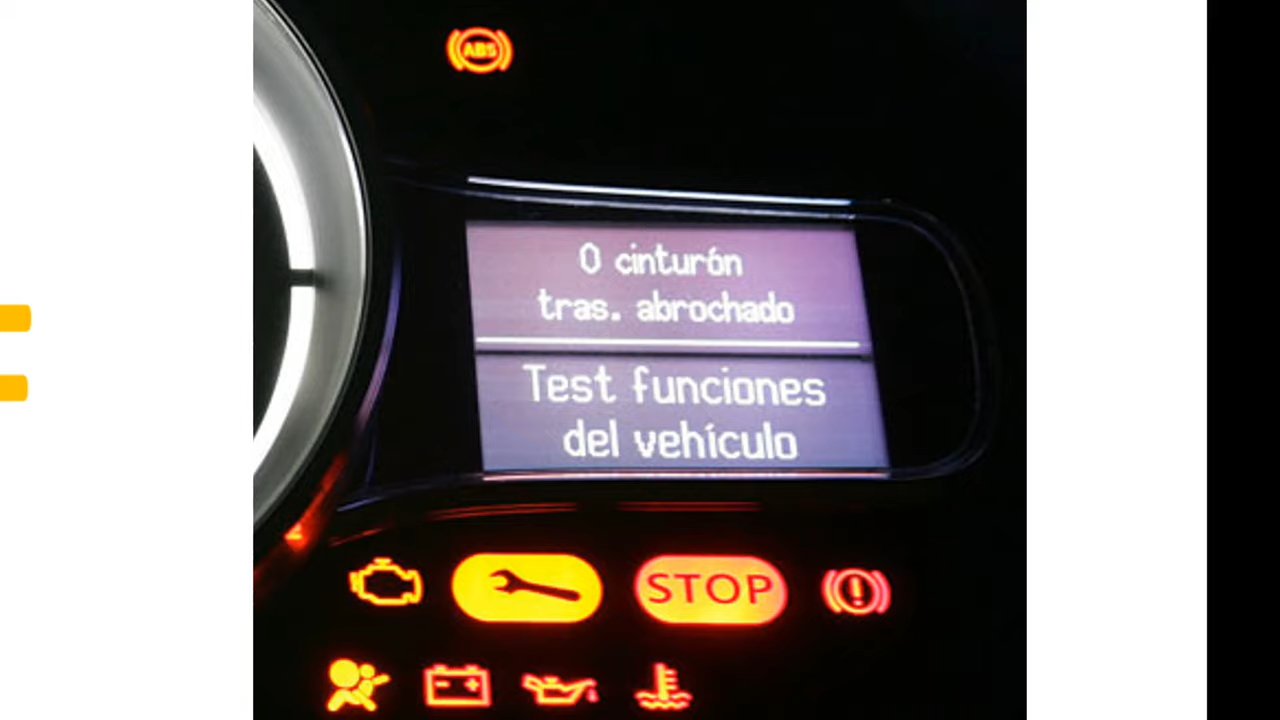 ABS
0 cinturón
tras. abrochado
Test funciones
del vehículo
STOP